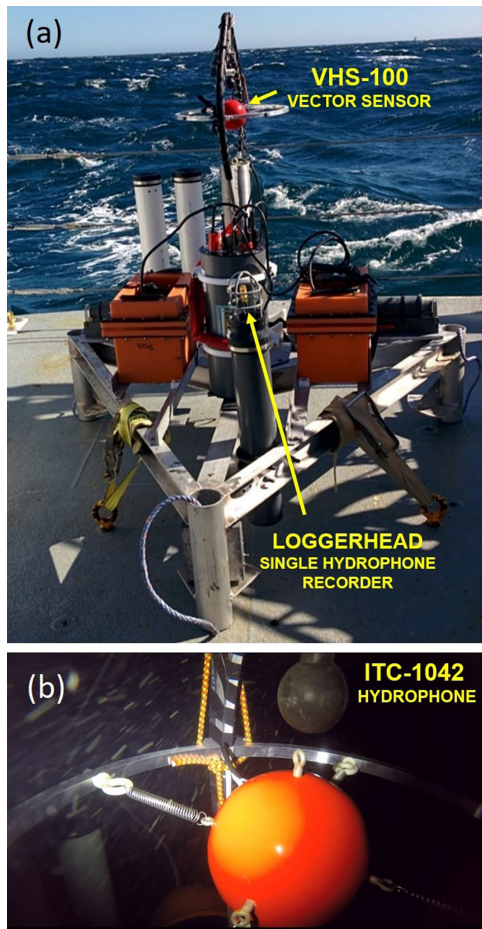 (a)
VHS-100
VECTOR SENSOR
LOGGERHEAD
SINGLE HYDROPHONE
RECORDER
(b)
ITC-1042
HYDROPHONE